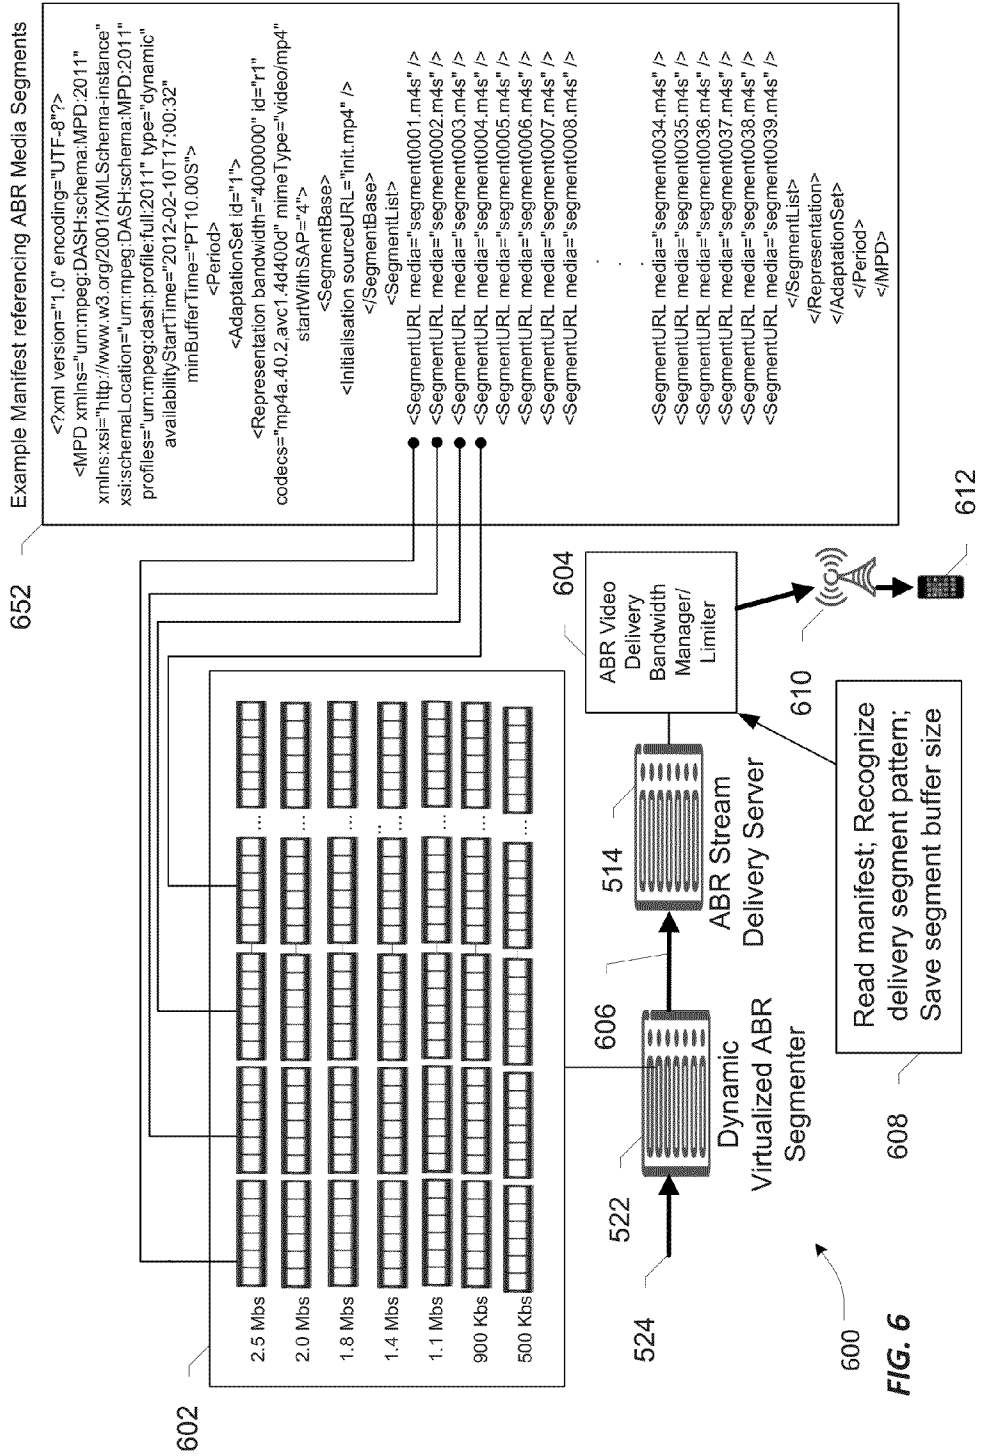 Example Manifest referencing ABR Media Segments
652
<?xml version="1.0" encoding="UTF-8"?>
<MPD xmlns="urn:mpeg:DASH:schema:MPD:2011"
xmlns:xsi="http://www.w3.org/2001/XMLSchema-instance"
xsi:schemaLocation="urn:mpeg:DASH:schema:MPD:2011"
profiles="urn:mpeg:dash:profile:full:2011" type="dynamic"
availabilityStartTime="2012-02-10T17:00:32"
minBufferTime="PT10.00S">
<Period>
<AdaptationSet id="1">
<Representation bandwidth="4000000" id="r1"
codecs="mp4a.40.2,avc1.4d400d" mimeType="video/mp4"
startWithSAP="4">
<SegmentBase>
<Initialisation sourceURL="init.mp4" />
</SegmentBase>
<SegmentList>
<SegmentURL media="segment0001.m4s" />
<SegmentURL media="segment0002.m4s" />
<SegmentURL media="segment0003.m4s" />
<SegmentURL media="segment0004.m4s" />
<SegmentURL media="segment0005.m4s" />
<SegmentURL media="segment0006.m4s" />
<SegmentURL media="segment0007.m4s" />
<SegmentURL media="segment0008.m4s" />
.
.
.
<SegmentURL media="segment0034.m4s" />
<SegmentURL media="segment0035.m4s" />
<SegmentURL media="segment0036.m4s" />
<SegmentURL media="segment0037.m4s" />
<SegmentURL media="segment0038.m4s" />
<SegmentURL media="segment0039.m4s" />
</SegmentList>
</Representation>
</AdaptationSet>
</Period>
</MPD>
602
2.5 Mbs ...
2.0 Mbs ...
1.8 Mbs ...
1.4 Mbs ...
1.1 Mbs ...
900 Kbs ...
500 Kbs ...
524
522
Dynamic
Virtualized ABR
Segmenter
606
514
ABR Stream
Delivery Server
604
ABR Video
Delivery
Bandwidth
Manager/
Limiter
610
612
608
Read manifest; Recognize
delivery segment pattern;
Save segment buffer size
600
FIG. 6